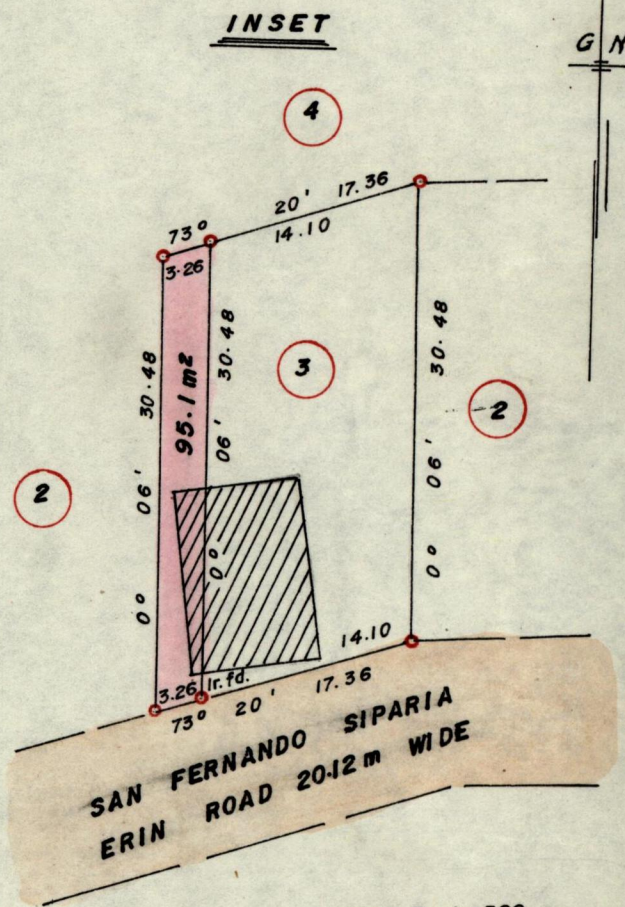 INSET
G N
4
73° 20' 17.36
3.26 14.10
30.48
06'
0°
95.1 m²
30.48
06'
0°
3
30.48
06'
0°
2
2
3.26 Ir. fd. 14.10
73° 20' 17.36
SAN FERNANDO SIPARIA
ERIN ROAD 20.12 m WIDE